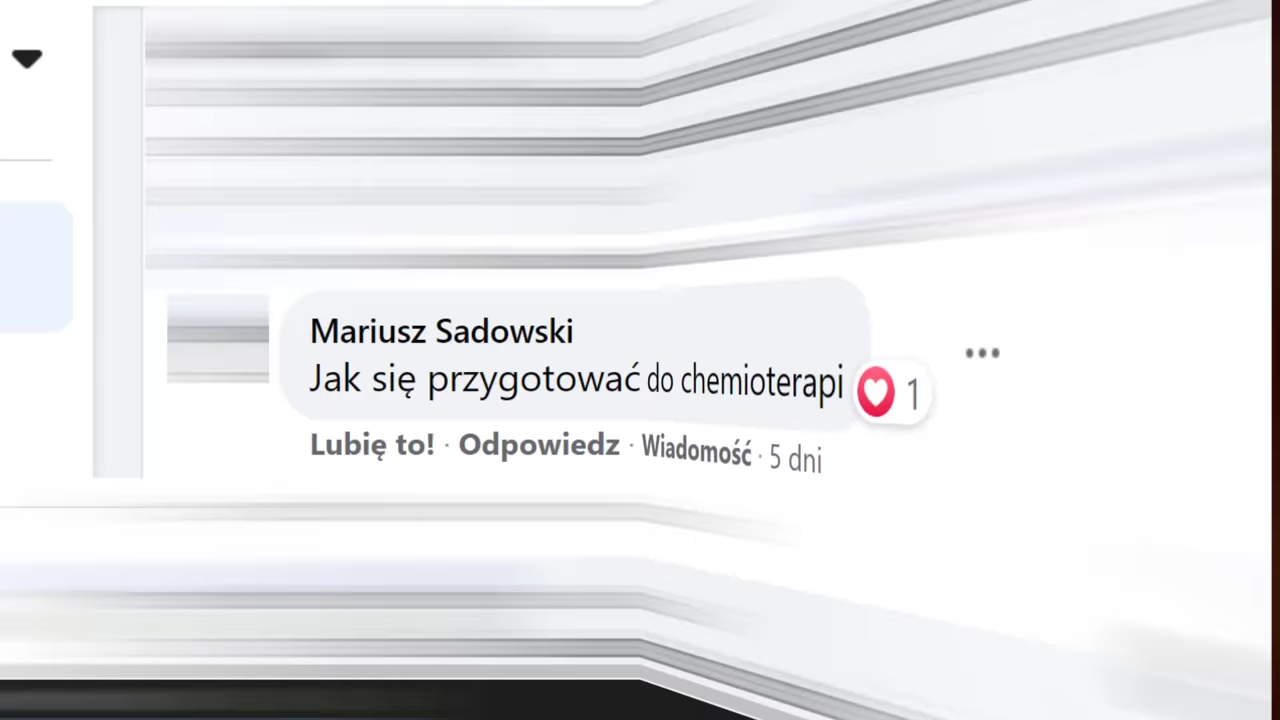 Mariusz Sadowski
Jak się przygotować do chemioterapi
1
Lubię to! · Odpowiedz · Wiadomość · 5 dni